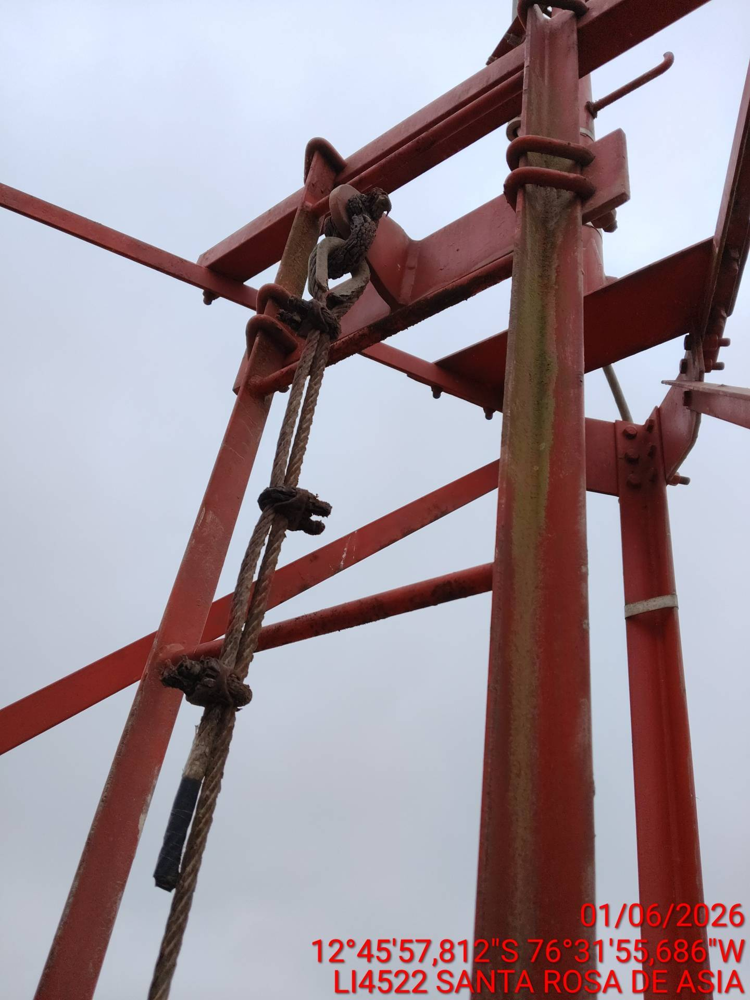 01/06/2026
12°45'57,812"S 76°31'55,686"W
LI4522 SANTA ROSA DE ASIA